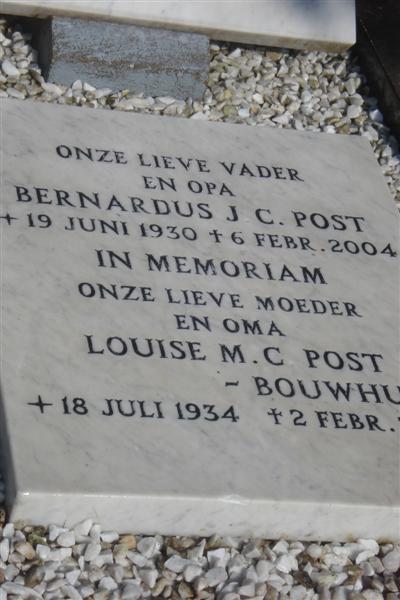 ONZE LIEVE VADER
EN OPA
BERNARDUS J. C. POST
+ 19 JUNI 1930 ✝ 6 FEBR. 2004
IN MEMORIAM
ONZE LIEVE MOEDER
EN OMA
LOUISE M. C. POST
- BOUWHU
+ 18 JULI 1934 ✝ 2 FEBR.